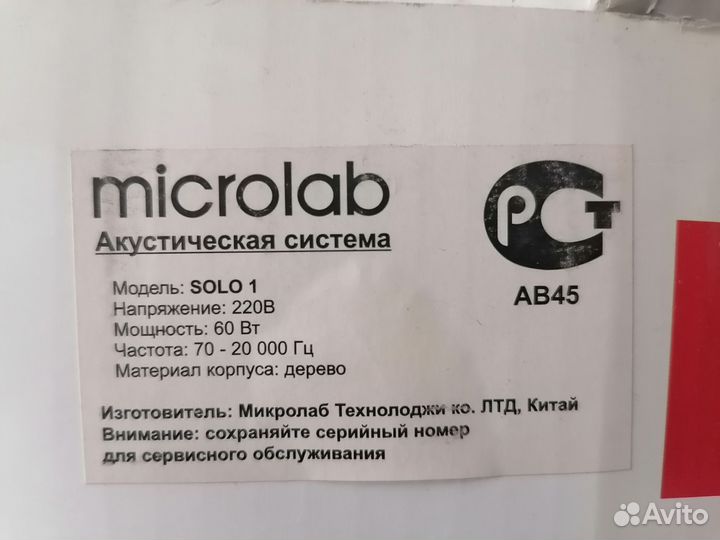 microlab
Акустическая система
РСТ
АВ45
Модель: SOLO 1
Напряжение: 220В
Мощность: 60 Вт
Частота: 70 - 20 000 Гц
Материал корпуса: дерево
Изготовитель: Микролаб Технолоджи ко. ЛТД, Китай
Внимание: сохраняйте серийный номер
для сервисного обслуживания
Avito